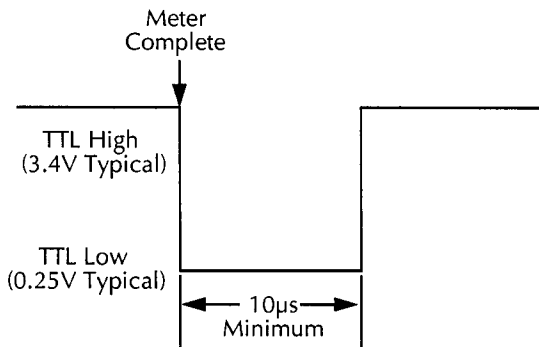 Meter
Complete
TTL High
(3.4V Typical)
TTL Low
(0.25V Typical)
10µs
Minimum